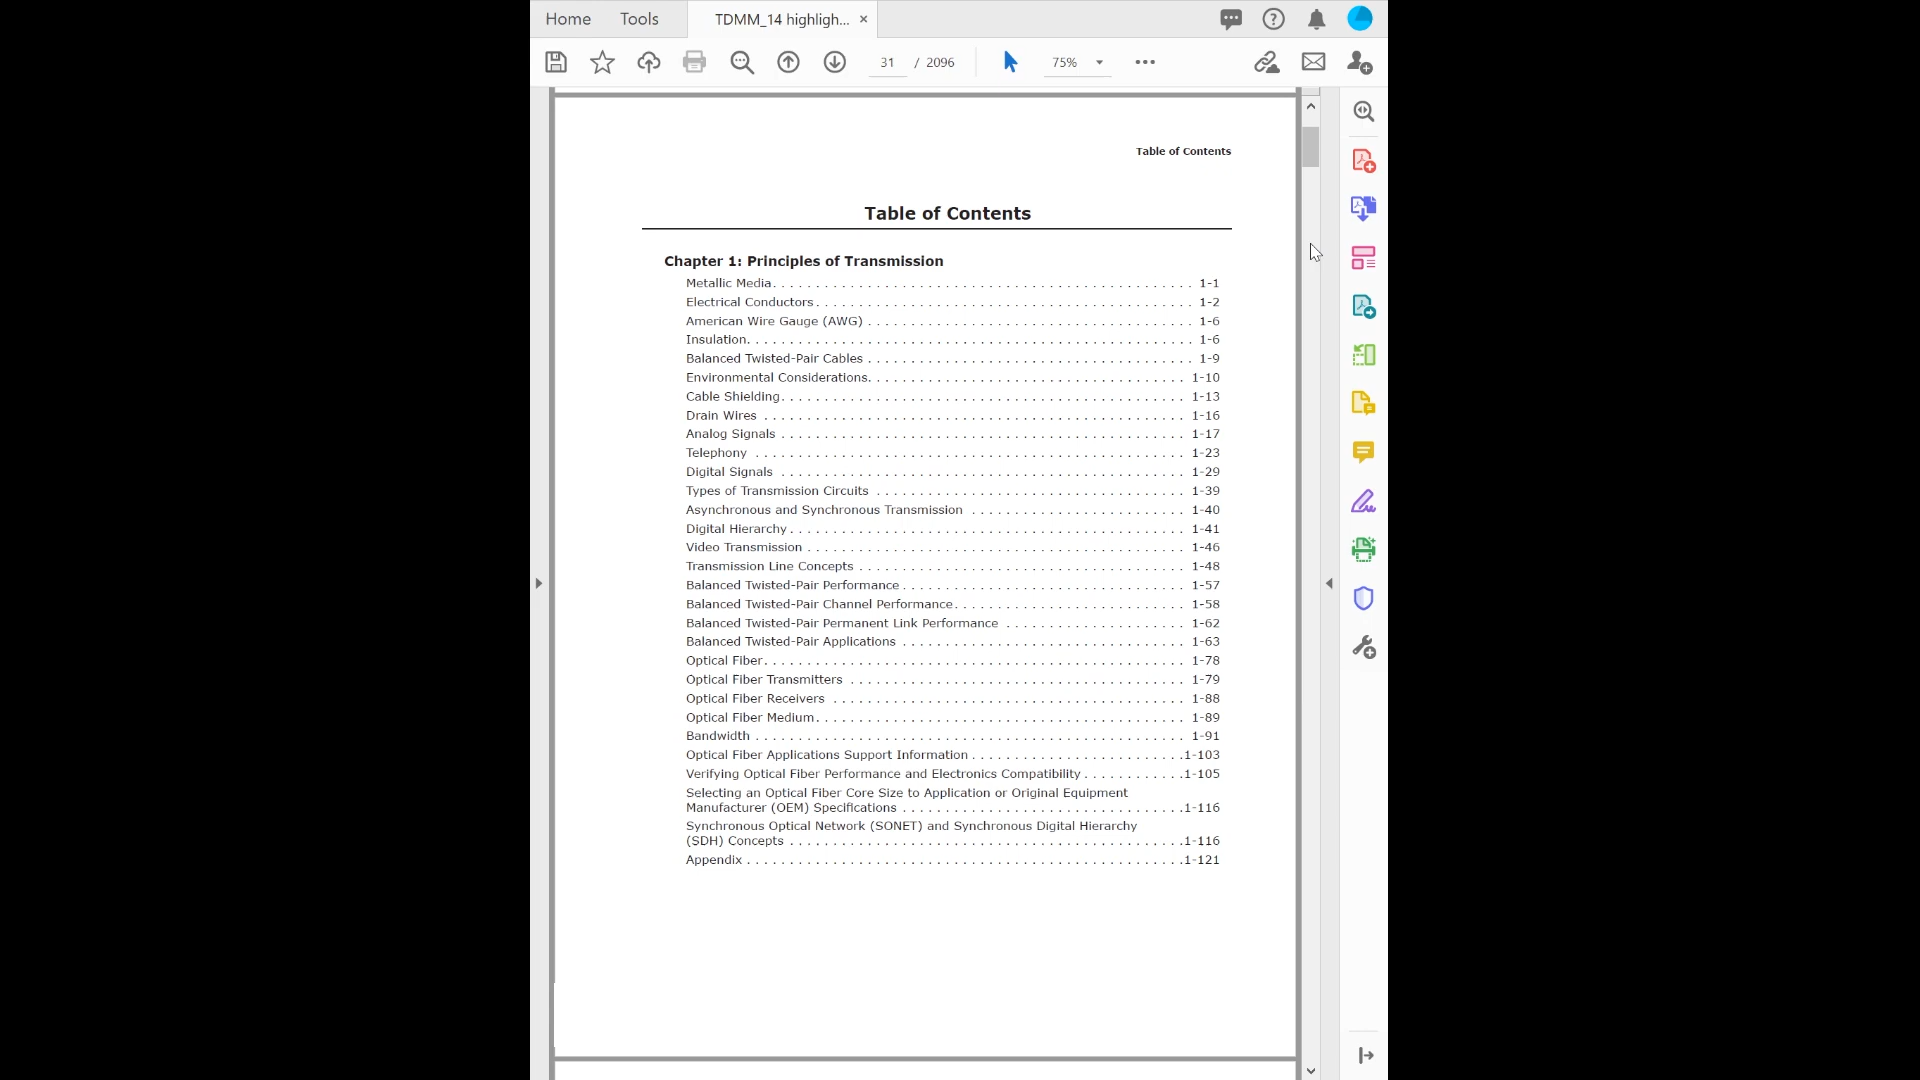 Home Tools TDMM_14 highligh... ×
31 / 2096 75%
Table of Contents
Table of Contents
Chapter 1: Principles of Transmission
Metallic Media. . . . . . . . . . . . . . . . . . . . . . . . . . . . . . 1-1
Electrical Conductors . . . . . . . . . . . . . . . . . . . . . . . . . . . . . . 1-2
American Wire Gauge (AWG) . . . . . . . . . . . . . . . . . . . . . . . . . . . . . . 1-6
Insulation. . . . . . . . . . . . . . . . . . . . . . . . . . . . . . 1-6
Balanced Twisted-Pair Cables . . . . . . . . . . . . . . . . . . . . . . . . . . . . . . 1-9
Environmental Considerations. . . . . . . . . . . . . . . . . . . . . . . . . . . . . . 1-10
Cable Shielding. . . . . . . . . . . . . . . . . . . . . . . . . . . . . . 1-13
Drain Wires . . . . . . . . . . . . . . . . . . . . . . . . . . . . . . 1-16
Analog Signals . . . . . . . . . . . . . . . . . . . . . . . . . . . . . . 1-17
Telephony . . . . . . . . . . . . . . . . . . . . . . . . . . . . . . 1-23
Digital Signals . . . . . . . . . . . . . . . . . . . . . . . . . . . . . . 1-29
Types of Transmission Circuits . . . . . . . . . . . . . . . . . . . . . . . . . . . . . . 1-39
Asynchronous and Synchronous Transmission . . . . . . . . . . . . . . . . . . . . . . . . . 1-40
Digital Hierarchy . . . . . . . . . . . . . . . . . . . . . . . . . . . . . . 1-41
Video Transmission . . . . . . . . . . . . . . . . . . . . . . . . . . . . . . 1-46
Transmission Line Concepts . . . . . . . . . . . . . . . . . . . . . . . . . . . . . . 1-48
Balanced Twisted-Pair Performance . . . . . . . . . . . . . . . . . . . . . . . . . . . . . . 1-57
Balanced Twisted-Pair Channel Performance. . . . . . . . . . . . . . . . . . . . . . . . . . . 1-58
Balanced Twisted-Pair Permanent Link Performance . . . . . . . . . . . . . . . . . . . . . 1-62
Balanced Twisted-Pair Applications . . . . . . . . . . . . . . . . . . . . . . . . . . . . . . 1-63
Optical Fiber. . . . . . . . . . . . . . . . . . . . . . . . . . . . . . 1-78
Optical Fiber Transmitters . . . . . . . . . . . . . . . . . . . . . . . . . . . . . . 1-79
Optical Fiber Receivers . . . . . . . . . . . . . . . . . . . . . . . . . . . . . . 1-88
Optical Fiber Medium. . . . . . . . . . . . . . . . . . . . . . . . . . . . . . 1-89
Bandwidth . . . . . . . . . . . . . . . . . . . . . . . . . . . . . . 1-91
Optical Fiber Applications Support Information . . . . . . . . . . . . . . . . . . . . . . . . .1-103
Verifying Optical Fiber Performance and Electronics Compatibility . . . . . . . . . . . .1-105
Selecting an Optical Fiber Core Size to Application or Original Equipment
Manufacturer (OEM) Specifications . . . . . . . . . . . . . . . . . . . . . . . . . . . . . .1-116
Synchronous Optical Network (SONET) and Synchronous Digital Hierarchy
(SDH) Concepts . . . . . . . . . . . . . . . . . . . . . . . . . . . . . .1-116
Appendix . . . . . . . . . . . . . . . . . . . . . . . . . . . . . .1-121